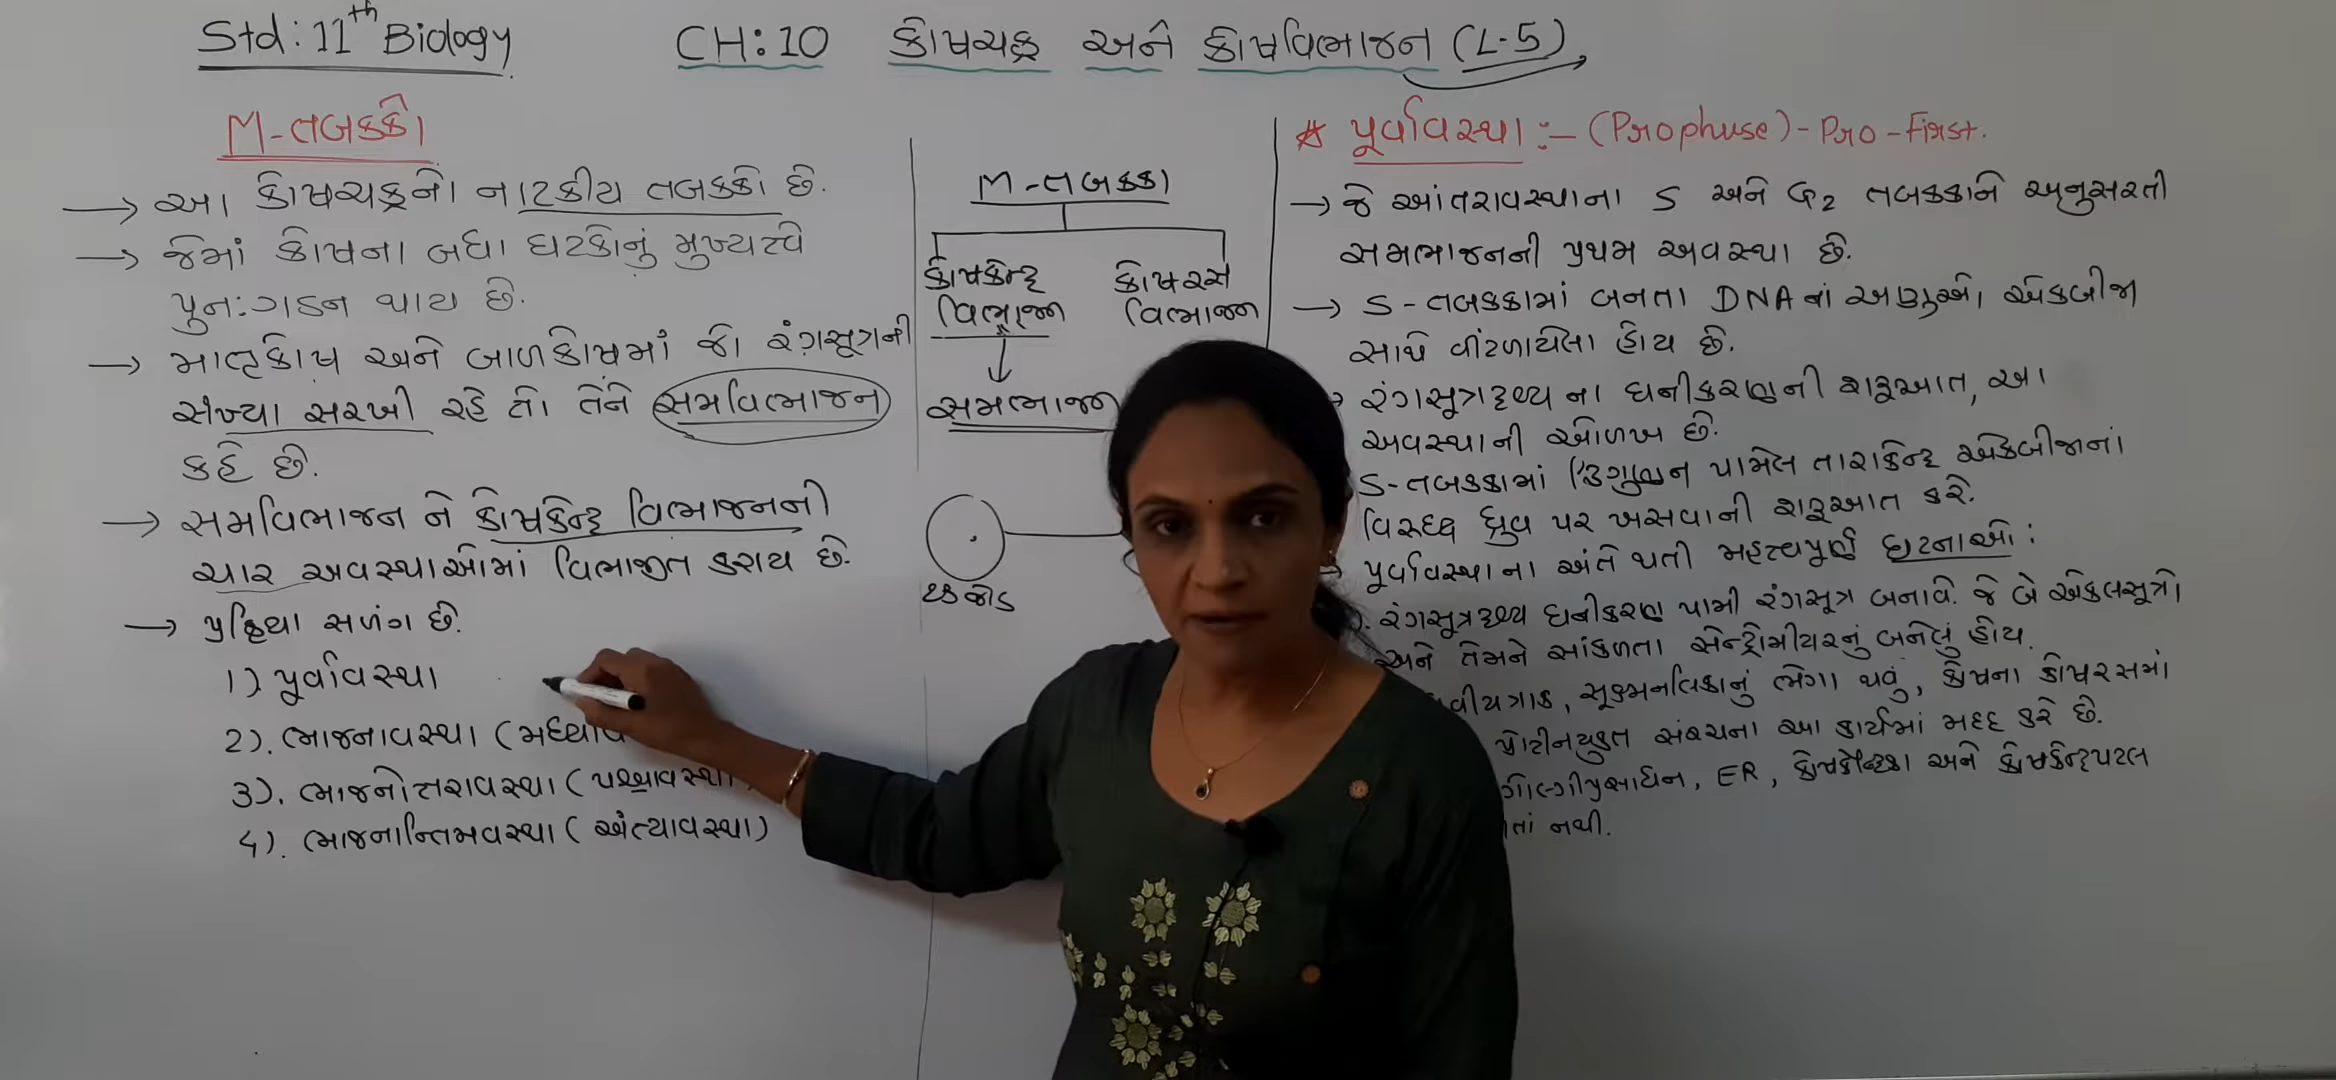 Std: 11th Biology
CH: 10 કોષચક્ર અને કોષવિભાજન (L-5)
M-તબક્કો
→ આ કોષચક્રનો નાટકીય તબક્કો છે.
→ જેમાં કોષના બધા ઘટકોનું મુખ્યત્વે
પુન:ગઠન થાય છે.
→ માતૃકોષ અને બાળકોષમાં જો રંગસૂત્રની
સંખ્યા સરખી રહે તો તેને સમવિભાજન
કહે છે.
→ સમવિભાજન ને કોષકેન્દ્ર વિભાજનની
ચાર અવસ્થાઓમાં વિભાજીત કરાય છે.
→ પ્રક્રિયા સળંગ છે.
1) પૂર્વાવસ્થા
2). ભાજનાવસ્થા (મધ્યાવ
3). ભાજનોત્તરાવસ્થા (પશ્ચાવસ્થા
4). ભાજનાન્તિમવસ્થા (અંત્યાવસ્થા)
M-તબક્કા
કોષકેન્દ્ર વિભાજન
કોષરસ વિભાજન
સમભાજન
23 જોડ
* પૂર્વાવસ્થા :- (Prophase) - Pro - First.
→ જે આંતરાવસ્થાના S અને G2 તબક્કાને અનુસરતી
સમભાજનની પ્રથમ અવસ્થા છે.
→ S-તબક્કામાં બનતા DNA નાં અણુઓ એકબીજા
સાથે વીંટળાયેલા હોય છે.
રંગસૂત્રદ્રવ્ય ના ઘનીકરણની શરૂઆત, આ
અવસ્થાની ઓળખ છે.
S-તબક્કામાં દ્વિગુણન પામેલ તારાકેન્દ્ર એકબીજાનાં
વિરુદ્ધ ધ્રુવ પર ખસવાની શરૂઆત કરે.
પૂર્વાવસ્થાના અંતે થતી મહત્ત્વપૂર્ણ ઘટનાઓ :
રંગસૂત્રદ્રવ્ય ઘનીકરણ પામી રંગસૂત્ર બનાવે. જે બે એકલસૂત્રો
અને તેમને સાંકળતા સેન્ટ્રોમીયરનું બનેલું હોય.
વીયત્રાક, સૂક્ષ્મનલિકાનું ભેગા થવું, કોષના કોષરસમાં
પ્રોટીનયુક્ત સંરચના આ કાર્યમાં મદદ કરે છે.
ગોલ્ગીપ્રસાધન, ER, કોષકેન્દ્રિકા અને કોષકેન્દ્રપટલ
તાં નથી.